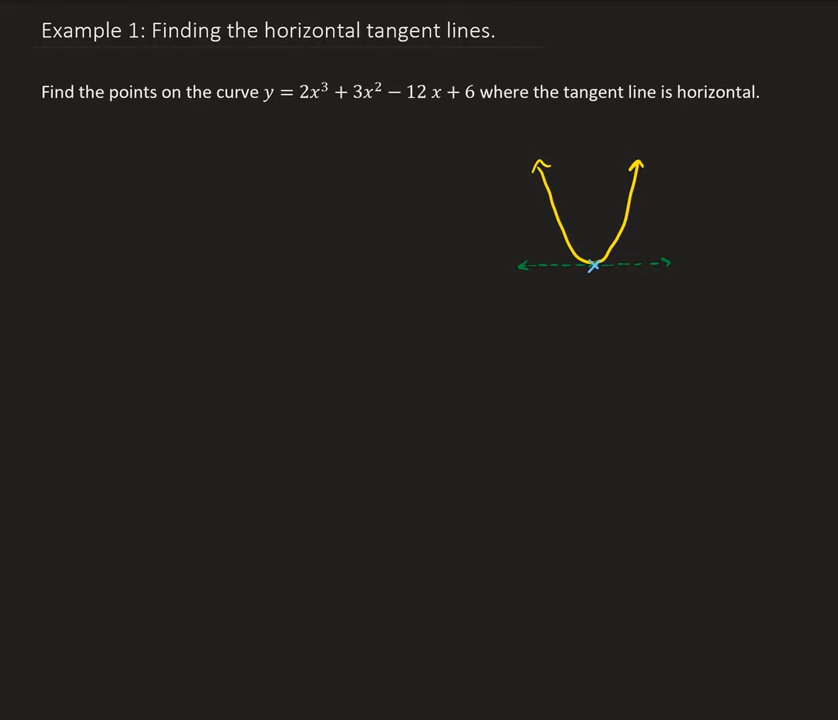 Example 1: Finding the horizontal tangent lines.
Find the points on the curve y = 2x³ + 3x² − 12 x + 6 where the tangent line is horizontal.